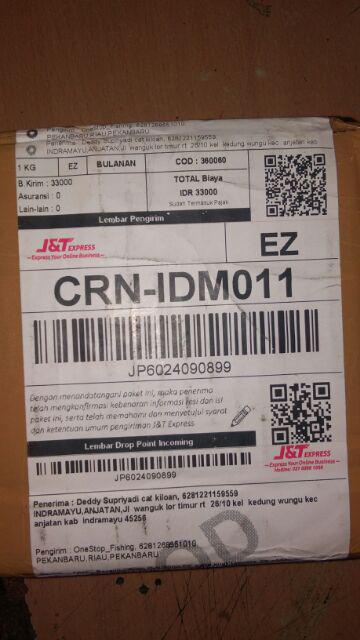 Pengirim : OneStop_Fishing, 6281268661010
PEKANBARU,RIAU,PEKANBARU
Penerima : Deddy Supriyadi cat kiloan, 6281221159559
INDRAMAYU,ANJATAN,Jl wanguk lor timur rt 26/10 kel kedung wungu kec anjatan kab
1 KG EZ BULANAN COD : 360060
B.Kirim : 33000
Asuransi : 0
Lain-lain : 0
TOTAL Biaya
IDR 33000
Sudah Termasuk Pajak
Lembar Pengirim
J&T EXPRESS
Express Your Online Business
EZ
CRN-IDM011
JP6024090899
Dengan menandatangani paket ini, maka penerima
telah mengkonfirmasi kebenaran informasi resi dan isi
paket, serta telah memahami dan menyetujui syarat
dan ketentuan umum pengiriman J&T Express
Lembar Drop Point Incoming
J&T EXPRESS
Express Your Online Business
JP6024090899
Penerima : Deddy Supriyadi cat kiloan, 6281221159559
INDRAMAYU,ANJATAN,Jl wanguk lor timur rt 26/10 kel kedung wungu kec
anjatan kab indramayu 45256
Pengirim : OneStop_Fishing, 6281268661010
PEKANBARU,RIAU,PEKANBARU
COD